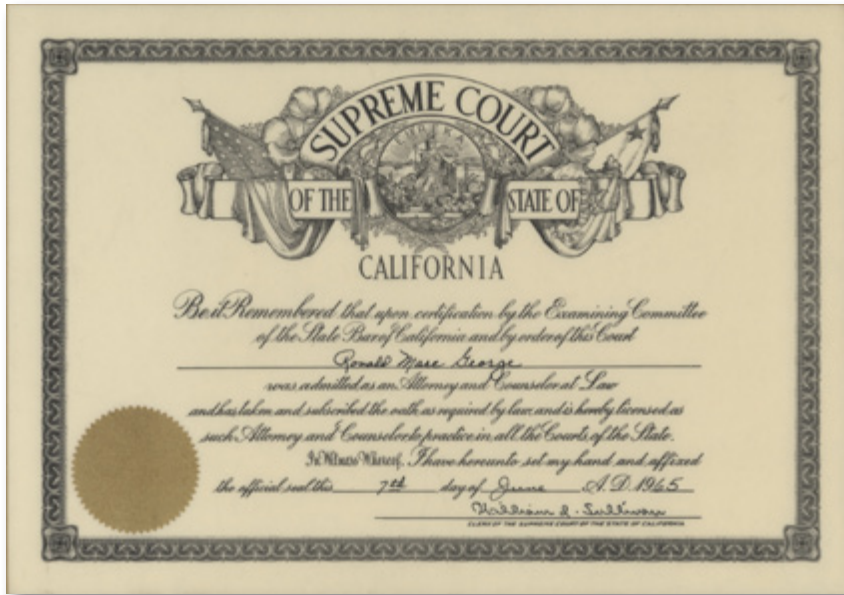 SUPREME COURT
EUREKA
OF THE STATE OF
CALIFORNIA
Be it Remembered that upon certification by the Examining Committee
of the State Bar of California and by order of this Court
Ronald Marc George
was admitted as an Attorney and Counselor at Law
and has taken and subscribed the oath as required by law and is hereby licensed as
such Attorney and Counselor to practice in all the Courts of the State.
In Witness Whereof, I have hereunto set my hand and affixed
the official seal this 7th day of June A.D. 1965
William I. Sullivan
CLERK OF THE SUPREME COURT OF THE STATE OF CALIFORNIA